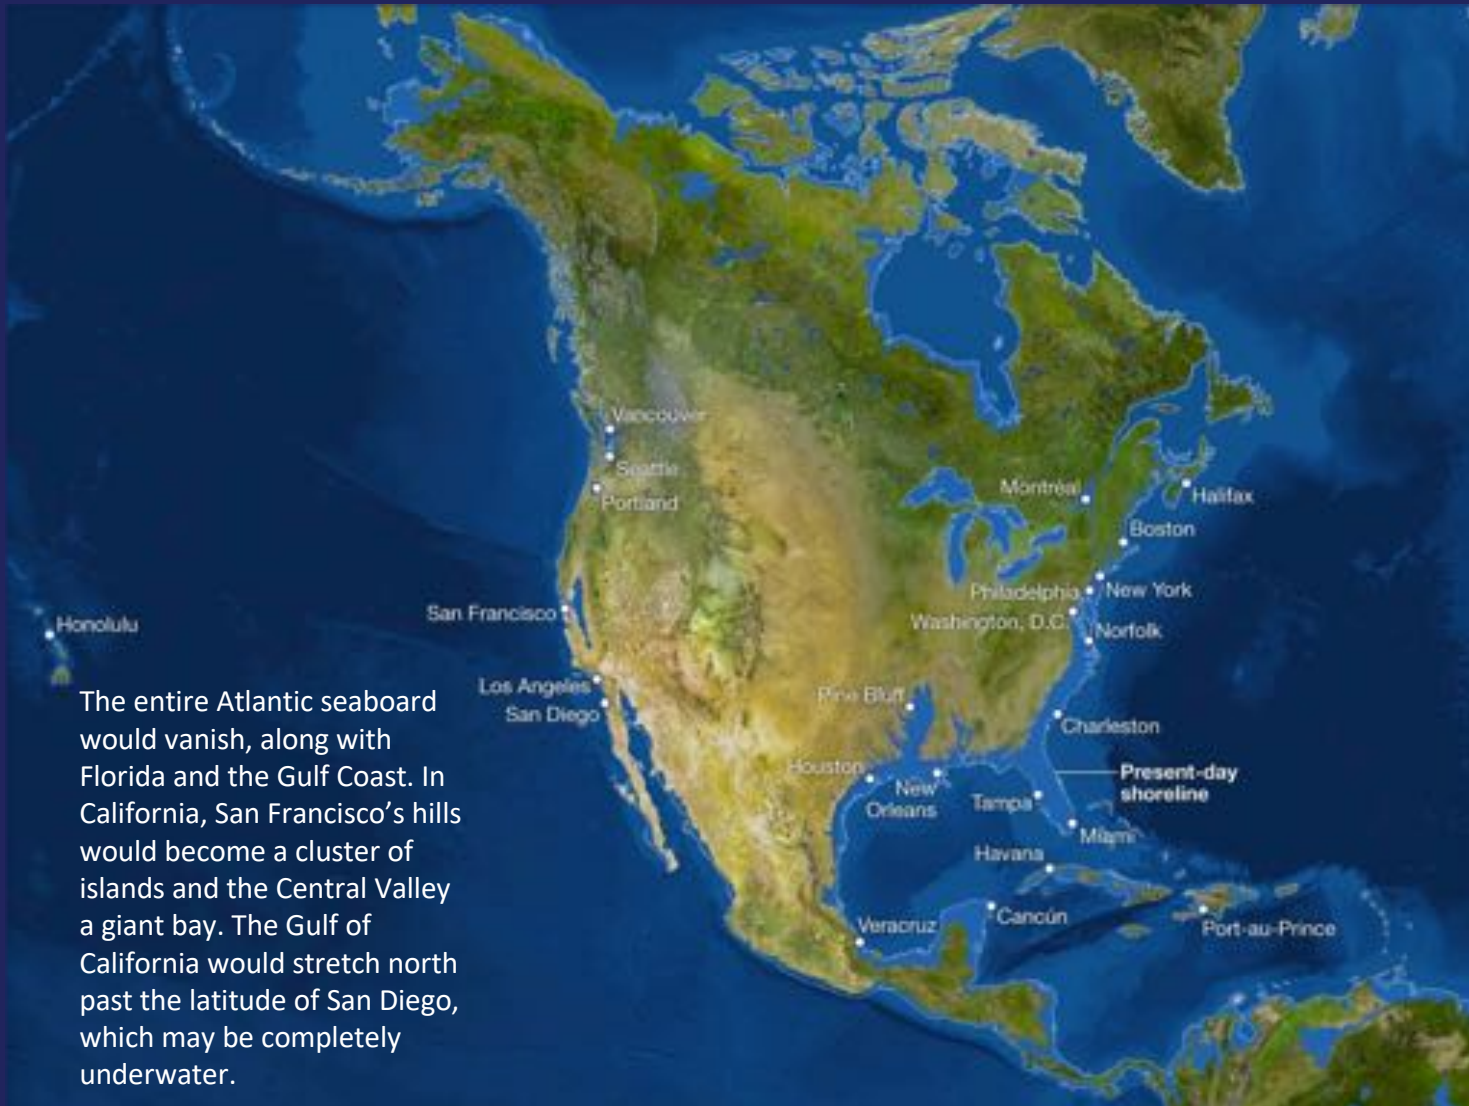 Vancouver
Seattle
Portland
Montréal
Halifax
Boston
Philadelphia
New York
Washington, D.C.
Norfolk
San Francisco
Honolulu
Los Angeles
San Diego
Pine Bluff
Charleston
Houston
New
Orleans
Tampa
Present-day
shoreline
Miami
Havana
Cancún
Veracruz
Port-au-Prince
The entire Atlantic seaboard
would vanish, along with
Florida and the Gulf Coast. In
California, San Francisco’s hills
would become a cluster of
islands and the Central Valley
a giant bay. The Gulf of
California would stretch north
past the latitude of San Diego,
which may be completely
underwater.